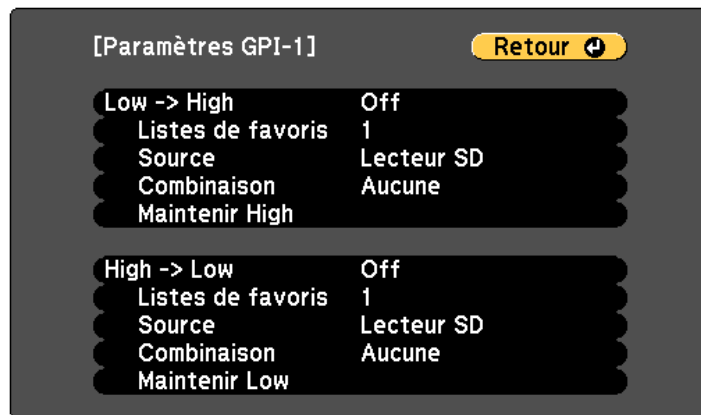 [Paramètres GPI-1] Retour
Low -> High Off
Listes de favoris 1
Source Lecteur SD
Combinaison Aucune
Maintenir High
High -> Low Off
Listes de favoris 1
Source Lecteur SD
Combinaison Aucune
Maintenir Low